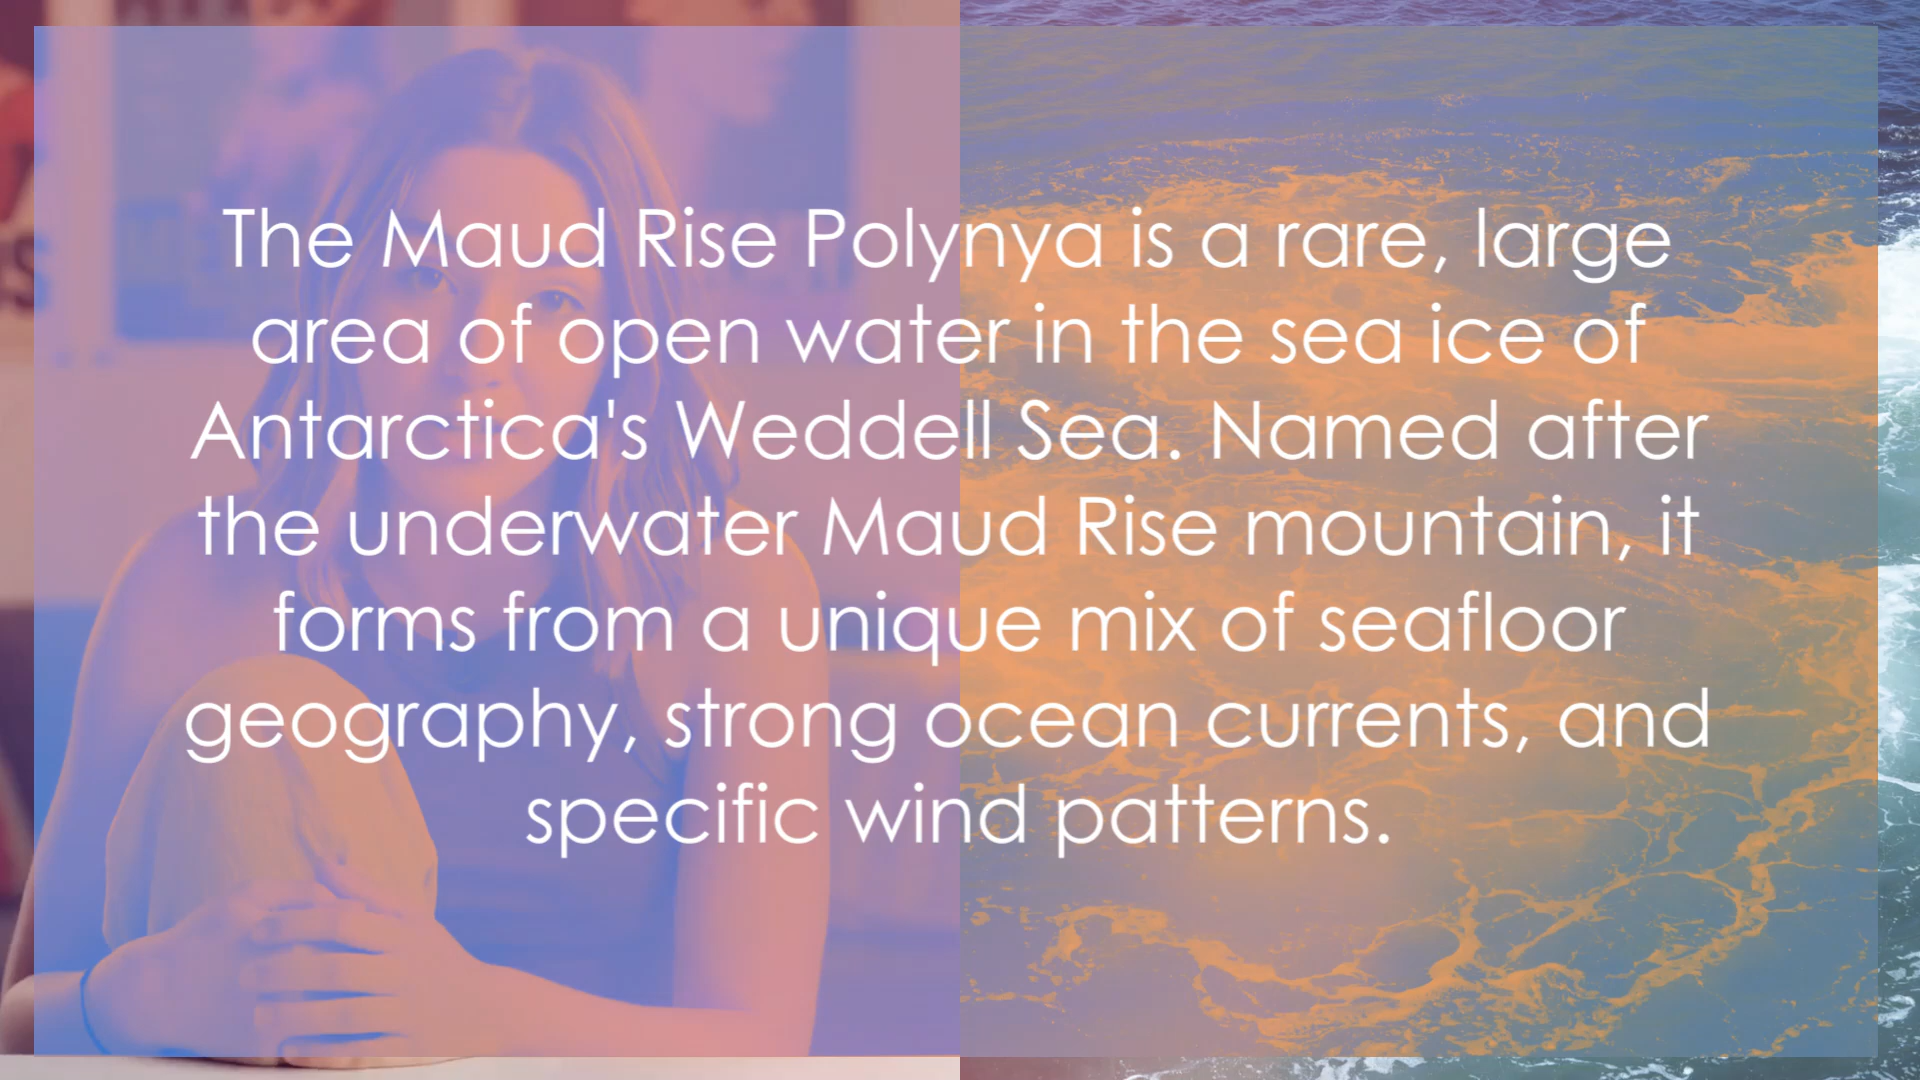 The Maud Rise Polynya is a rare, large
area of open water in the sea ice of
Antarctica's Weddell Sea. Named after
the underwater Maud Rise mountain, it
forms from a unique mix of seafloor
geography, strong ocean currents, and
specific wind patterns.